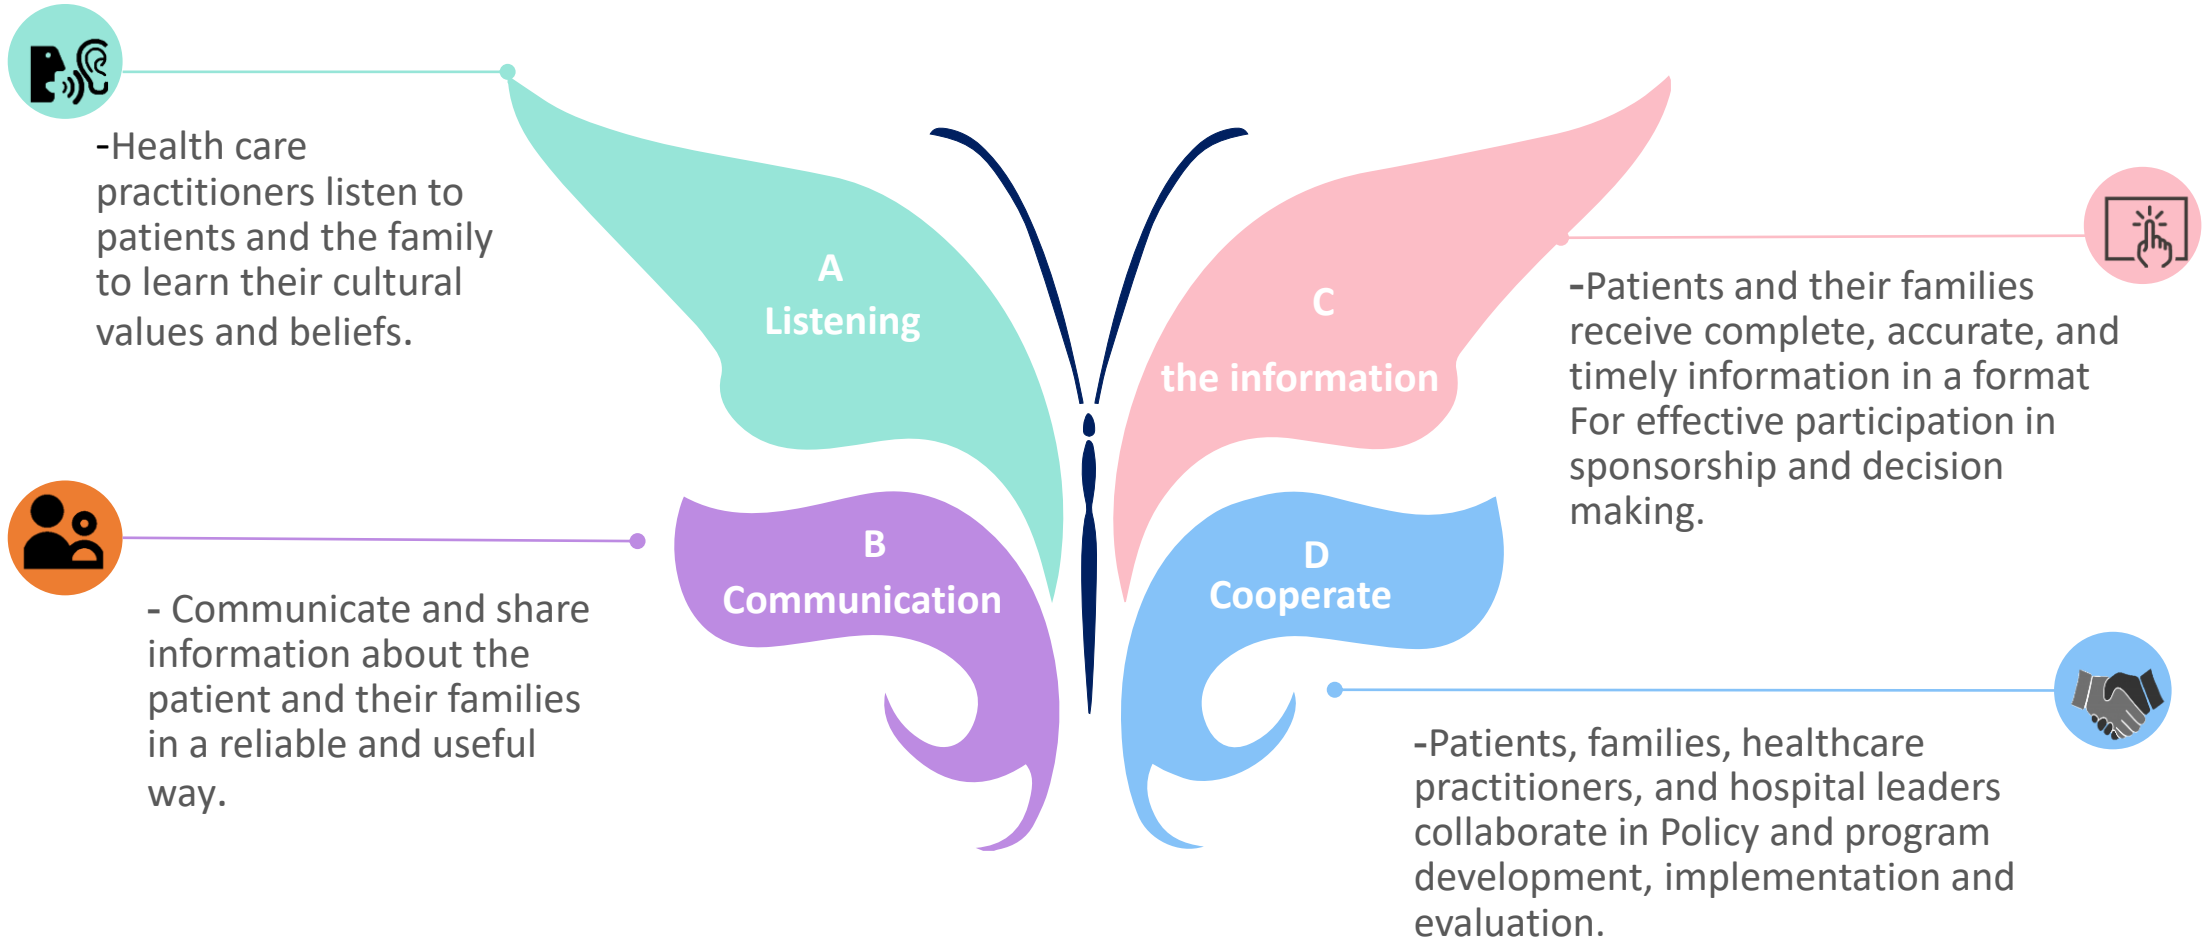 -Health care
practitioners listen to
patients and the family
to learn their cultural
values and beliefs.
A
Listening
C
the information
-Patients and their families
receive complete, accurate, and
timely information in a format
For effective participation in
sponsorship and decision
making.
B
Communication
- Communicate and share
information about the
patient and their families
in a reliable and useful
way.
D
Cooperate
-Patients, families, healthcare
practitioners, and hospital leaders
collaborate in Policy and program
development, implementation and
evaluation.